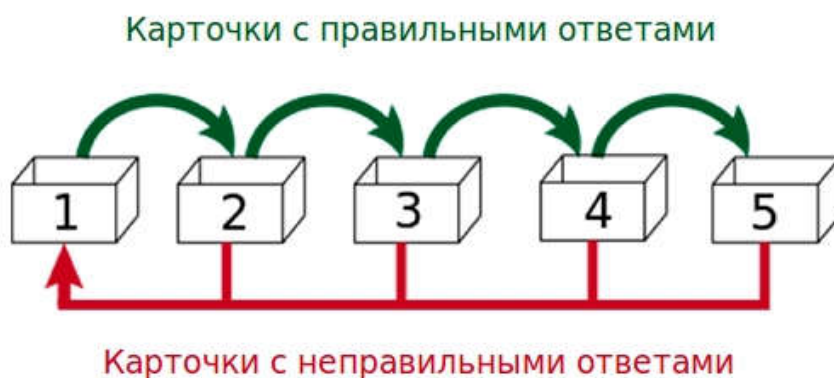 Карточки с правильными ответами
1 2 3 4 5
Карточки с неправильными ответами